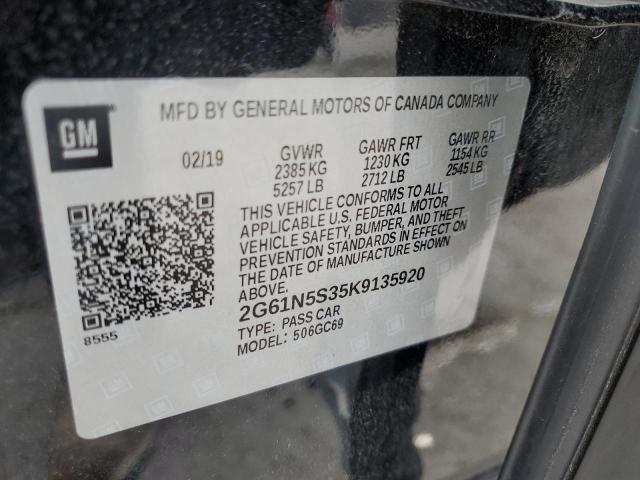 GM
MFD BY GENERAL MOTORS OF CANADA COMPANY
02/19 GVWR GAWR FRT GAWR RR
2385 KG 1230 KG 1154 KG
5257 LB 2712 LB 2545 LB
THIS VEHICLE CONFORMS TO ALL
APPLICABLE U.S. FEDERAL MOTOR
VEHICLE SAFETY, BUMPER, AND THEFT
PREVENTION STANDARDS IN EFFECT ON
THE DATE OF MANUFACTURE SHOWN
ABOVE.
2G61N5S35K9135920
TYPE: PASS CAR
MODEL: 506GC69
8555